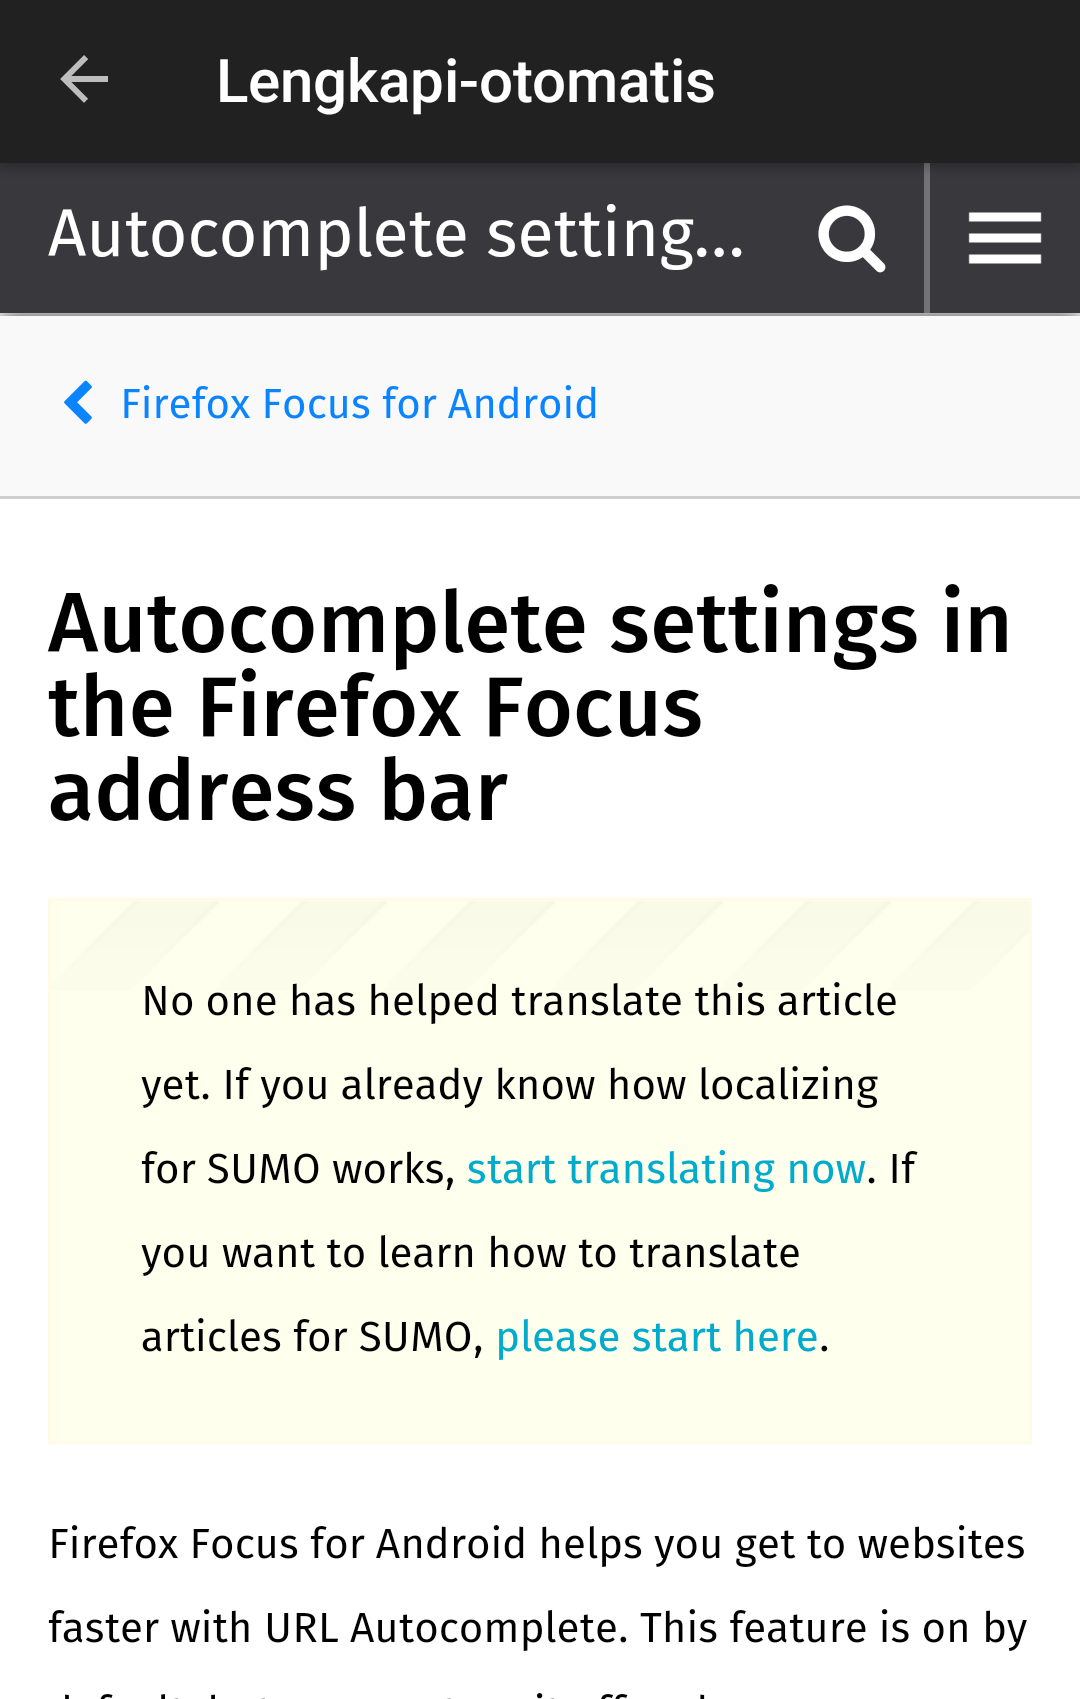 Lengkapi-otomatis
Autocomplete setting...
Firefox Focus for Android
Autocomplete settings in
the Firefox Focus
address bar
No one has helped translate this article
yet. If you already know how localizing
for SUMO works, start translating now. If
you want to learn how to translate
articles for SUMO, please start here.
Firefox Focus for Android helps you get to websites
faster with URL Autocomplete. This feature is on by